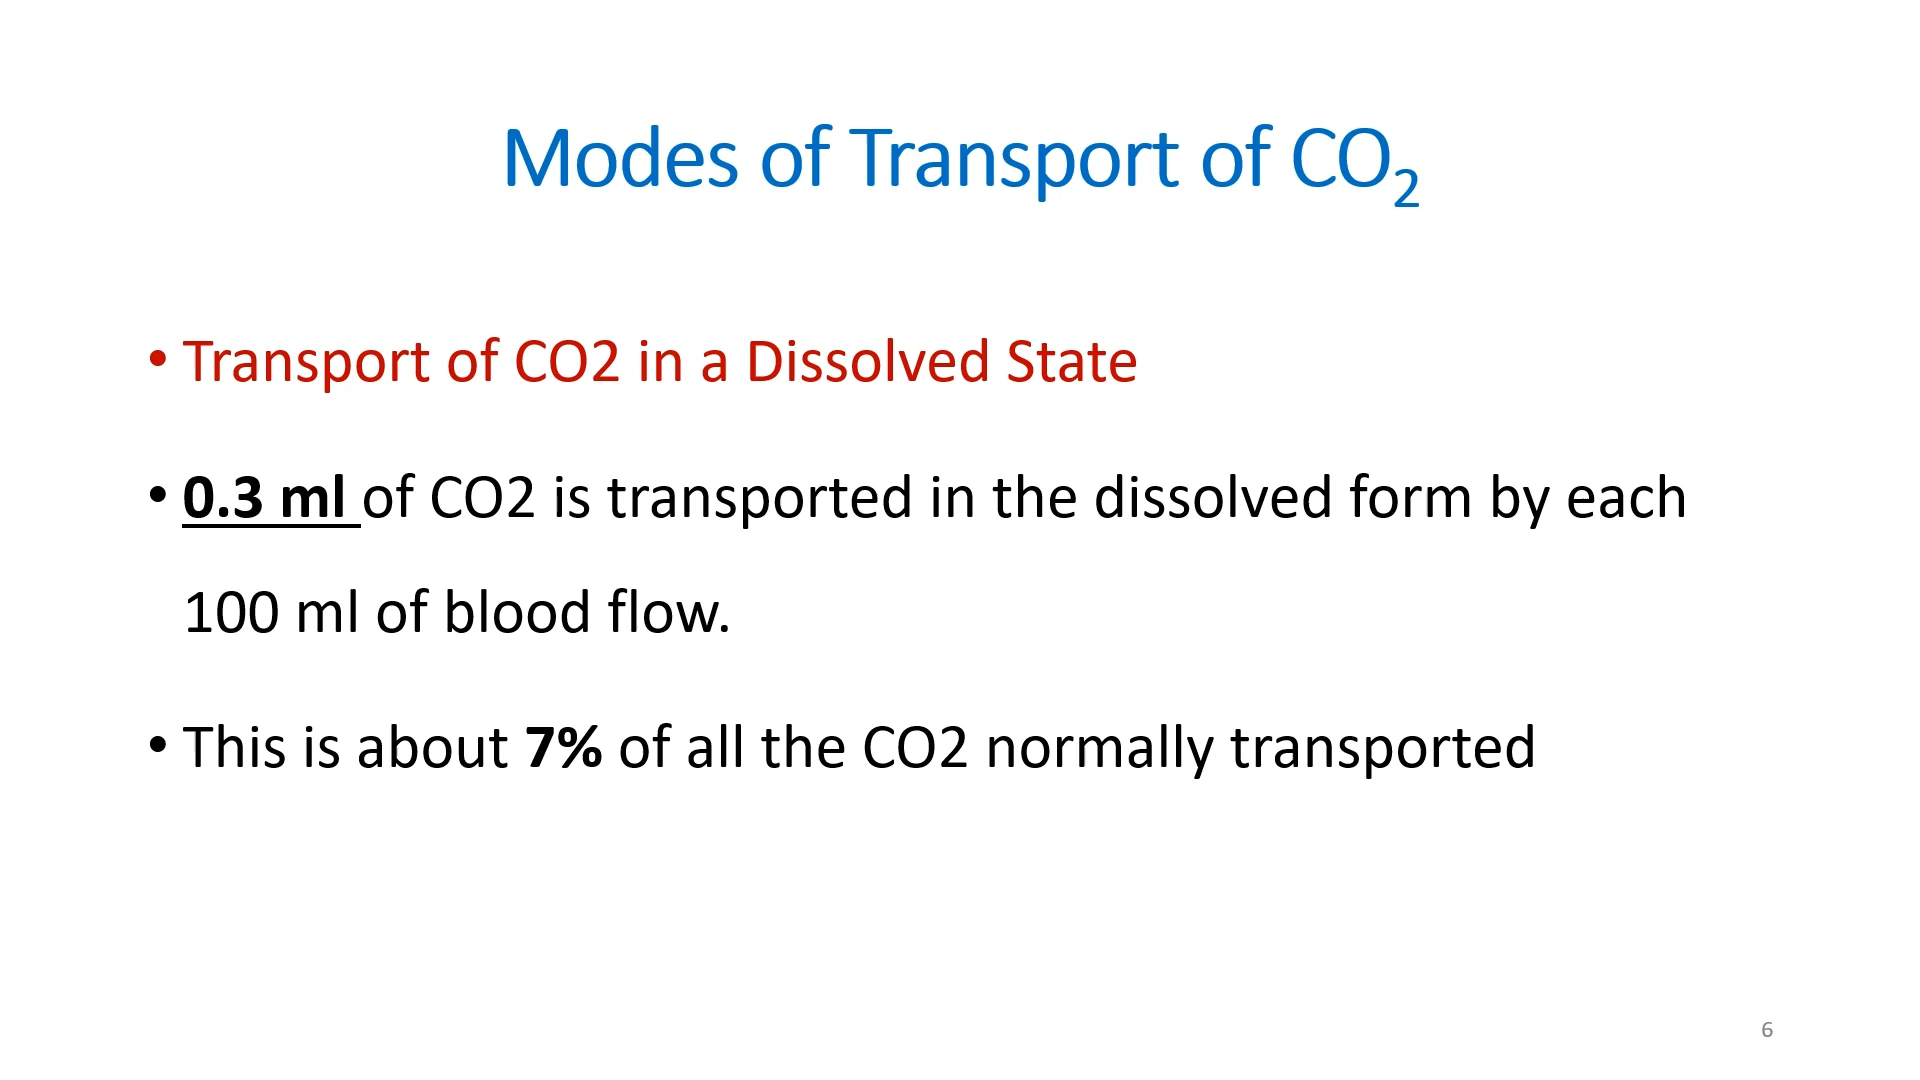 Modes of Transport of CO₂
• Transport of CO2 in a Dissolved State
• 0.3 ml of CO2 is transported in the dissolved form by each
100 ml of blood flow.
• This is about 7% of all the CO2 normally transported
6